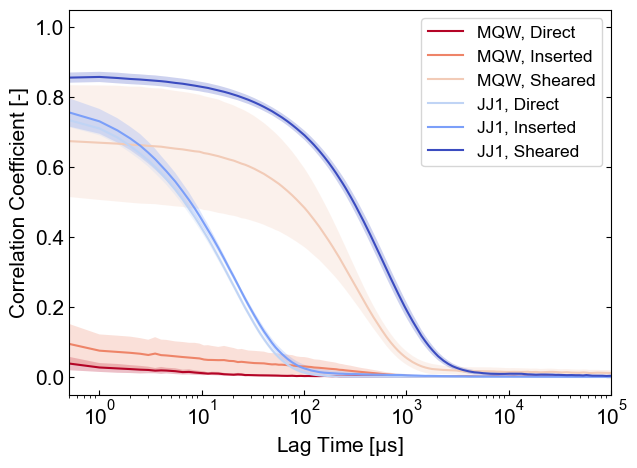 MQW, Direct
MQW, Inserted
MQW, Sheared
JJ1, Direct
JJ1, Inserted
JJ1, Sheared
Correlation Coefficient [-]
1.0
0.8
0.6
0.4
0.2
0.0
10^0 10^1 10^2 10^3 10^4 10^5
Lag Time [µs]